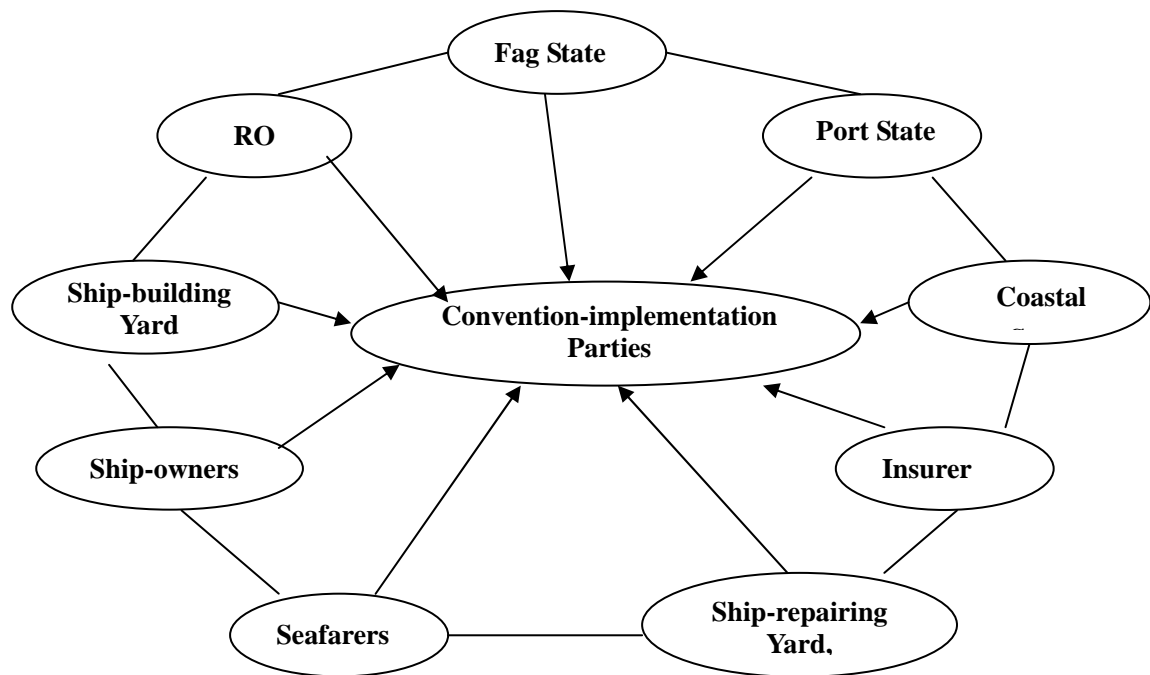 Fag State
RO
Port State
Ship-building
Yard
Coastal
Convention-implementation
Parties
Ship-owners
Insurer
Seafarers
Ship-repairing
Yard,